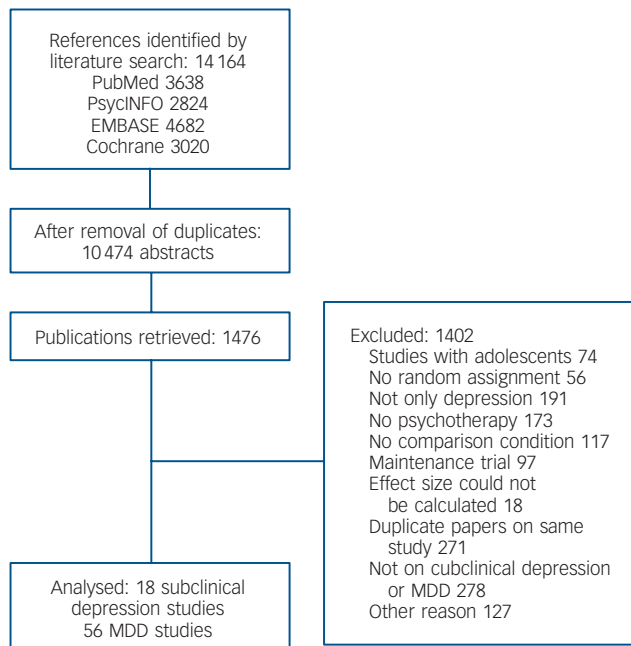 References identified by
literature search: 14 164
PubMed 3638
PsycINFO 2824
EMBASE 4682
Cochrane 3020
After removal of duplicates:
10 474 abstracts
Publications retrieved: 1476
Excluded: 1402
Studies with adolescents 74
No random assignment 56
Not only depression 191
No psychotherapy 173
No comparison condition 117
Maintenance trial 97
Effect size could not
be calculated 18
Duplicate papers on same
study 271
Not on cubclinical depression
or MDD 278
Other reason 127
Analysed: 18 subclinical
depression studies
56 MDD studies